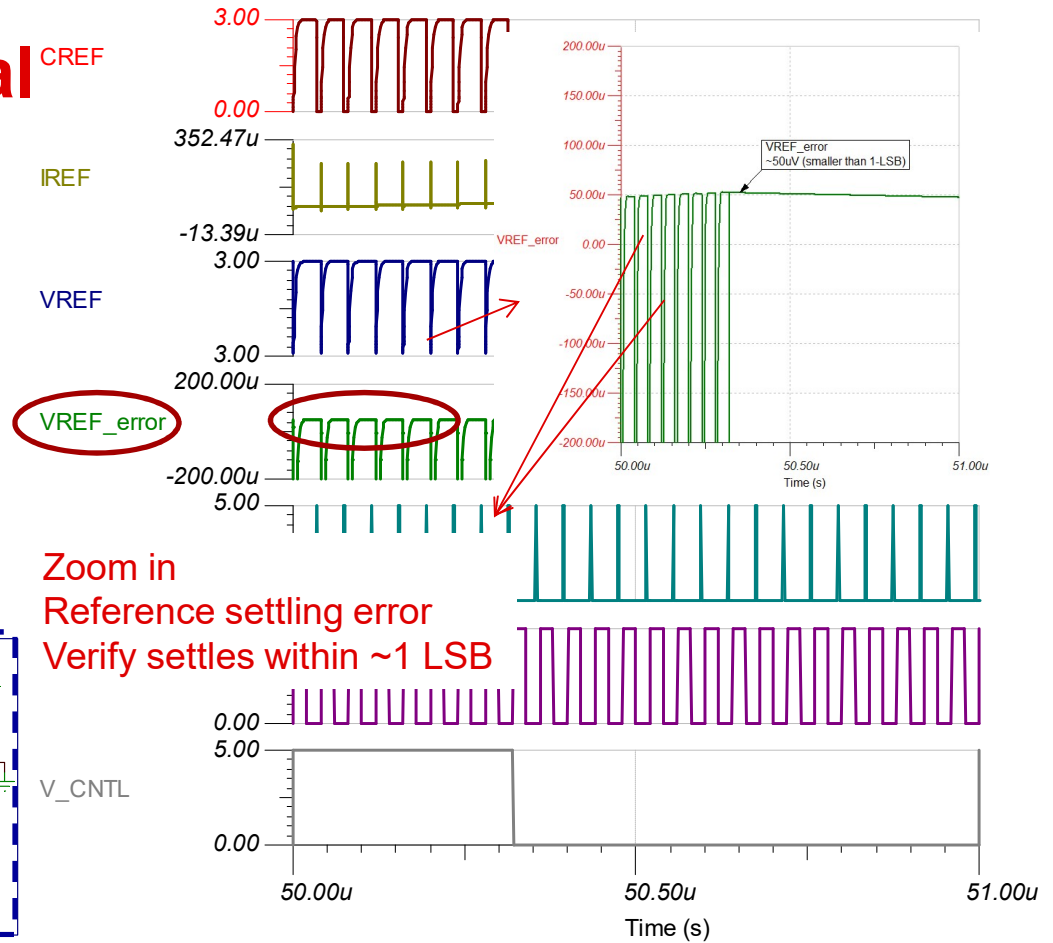 al
CREF
3.00
0.00
IREF
352.47u
-13.39u
VREF
3.00
3.00
VREF_error
200.00u
-200.00u
5.00
Zoom in
Reference settling error
Verify settles within ~1 LSB
0.00
V_CNTL
5.00
0.00
50.00u
50.50u
51.00u
Time (s)
200.00u
150.00u
100.00u
50.00u
VREF_error
0.00
-50.00u
-100.00u
-150.00u
-200.00u
VREF_error
~50uV (smaller than 1-LSB)
50.00u
50.50u
51.00u
Time (s)